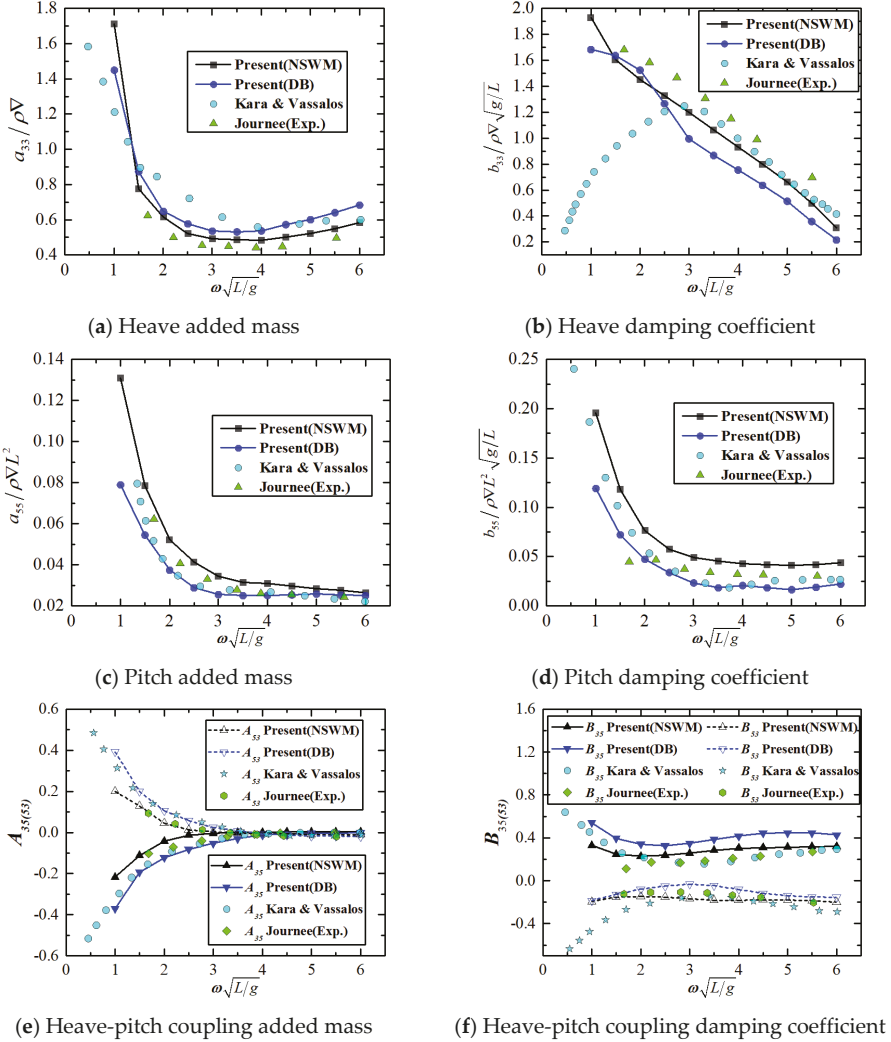 1.8
1.6
1.4
1.2
1.0
0.8
0.6
0.4
0 1 2 3 4 5 6
a₃₃/ρ∇
ω√L/g
Present(NSWM)
Present(DB)
Kara & Vassalos
Journee(Exp.)
(a) Heave added mass
2.0
1.8
1.6
1.4
1.2
1.0
0.8
0.6
0.4
0.2
0 1 2 3 4 5 6
b₃₃/ρ∇√g/L
ω√L/g
Present(NSWM)
Present(DB)
Kara & Vassalos
Journee(Exp.)
(b) Heave damping coefficient
0.14
0.12
0.10
0.08
0.06
0.04
0.02
0 1 2 3 4 5 6
a₅₅/ρ∇L²
ω√L/g
Present(NSWM)
Present(DB)
Kara & Vassalos
Journee(Exp.)
(c) Pitch added mass
0.25
0.20
0.15
0.10
0.05
0.00
0 1 2 3 4 5 6
b₅₅/ρ∇L²√g/L
ω√L/g
Present(NSWM)
Present(DB)
Kara & Vassalos
Journee(Exp.)
(d) Pitch damping coefficient
0.6
0.4
0.2
0.0
-0.2
-0.4
-0.6
0 1 2 3 4 5 6
A₃₅₍₅₃₎
ω√L/g
A₅₃ Present(NSWM)
A₅₃ Present(DB)
A₅₃ Kara & Vassalos
A₅₃ Journee(Exp.)
A₃₅ Present(NSWM)
A₃₅ Present(DB)
A₃₅ Kara & Vassalos
A₃₅ Journee(Exp.)
(e) Heave-pitch coupling added mass
1.6
1.2
0.8
0.4
0.0
-0.4
0 1 2 3 4 5 6
B₃₅₍₅₃₎
ω√L/g
B₃₅ Present(NSWM) B₅₃ Present(NSWM)
B₃₅ Present(DB) B₅₃ Present(DB)
B₃₅ Kara & Vassalos B₅₃ Kara & Vassalos
B₃₅ Journee(Exp.) B₅₃ Journee(Exp.)
(f) Heave-pitch coupling damping coefficient